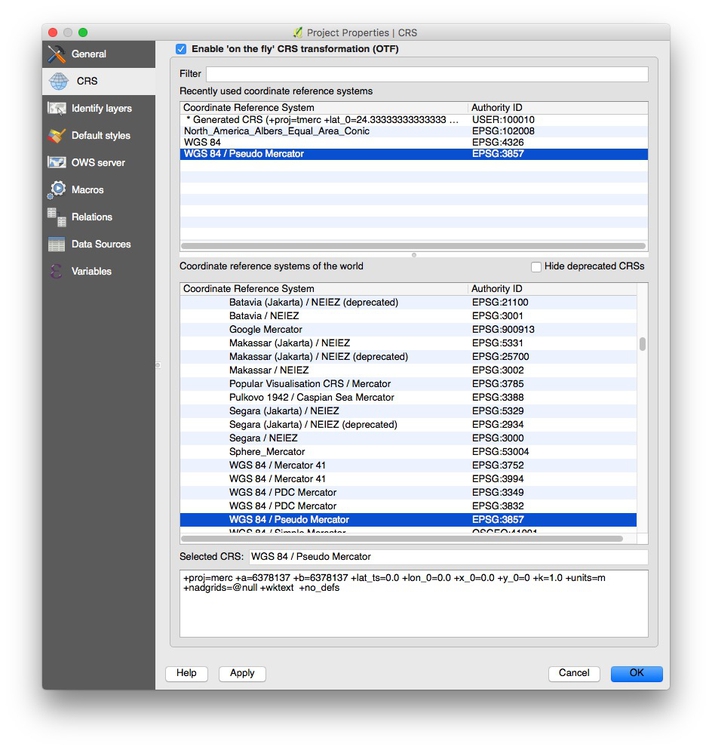 Project Properties | CRS
General
CRS
Identify layers
Default styles
OWS server
Macros
Relations
Data Sources
Variables
Enable 'on the fly' CRS transformation (OTF)
Filter
Recently used coordinate reference systems
Coordinate Reference System Authority ID
* Generated CRS (+proj=tmerc +lat_0=24.33333333333333 ... USER:100010
North_America_Albers_Equal_Area_Conic EPSG:102008
WGS 84 EPSG:4326
WGS 84 / Pseudo Mercator EPSG:3857
Coordinate reference systems of the world Hide deprecated CRSs
Coordinate Reference System Authority ID
Batavia (Jakarta) / NEIEZ (deprecated) EPSG:21100
Batavia / NEIEZ EPSG:3001
Google Mercator EPSG:900913
Makassar (Jakarta) / NEIEZ EPSG:5331
Makassar (Jakarta) / NEIEZ (deprecated) EPSG:25700
Makassar / NEIEZ EPSG:3002
Popular Visualisation CRS / Mercator EPSG:3785
Pulkovo 1942 / Caspian Sea Mercator EPSG:3388
Segara (Jakarta) / NEIEZ EPSG:5329
Segara (Jakarta) / NEIEZ (deprecated) EPSG:2934
Segara / NEIEZ EPSG:3000
Sphere_Mercator EPSG:53004
WGS 84 / Mercator 41 EPSG:3752
WGS 84 / Mercator 41 EPSG:3994
WGS 84 / PDC Mercator EPSG:3349
WGS 84 / PDC Mercator EPSG:3832
WGS 84 / Pseudo Mercator EPSG:3857
WGS 84 / Simple Mercator OSGEO:41001
Selected CRS: WGS 84 / Pseudo Mercator
+proj=merc +a=6378137 +b=6378137 +lat_ts=0.0 +lon_0=0.0 +x_0=0.0 +y_0=0 +k=1.0 +units=m
+nadgrids=@null +wktext +no_defs
Help Apply Cancel OK